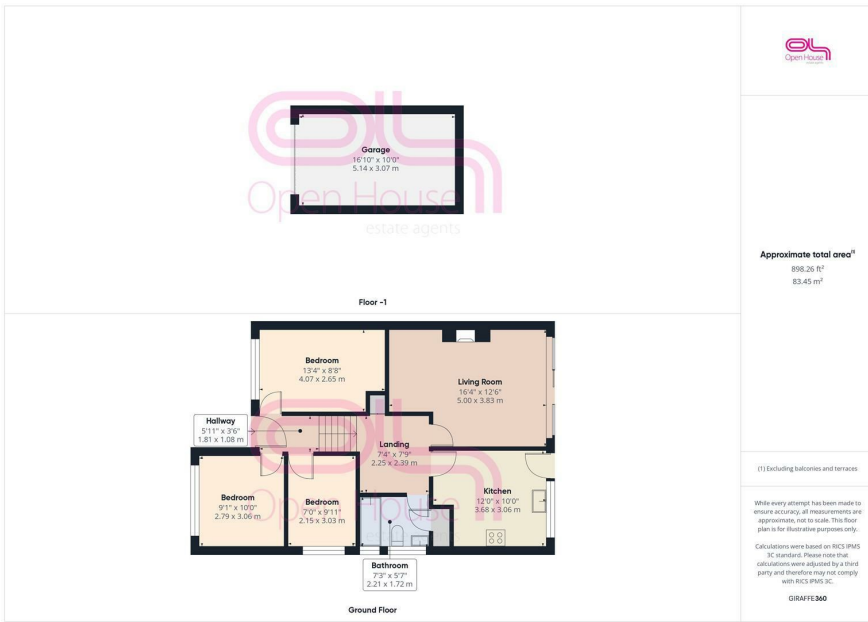 Open House
estate agents
Garage
16'10" x 10'0"
5.14 x 3.07 m
Open House
estate agents
Floor -1
Approximate total area(1)
898.26 ft²
83.45 m²
Bedroom
13'4" x 8'8"
4.07 x 2.65 m
Living Room
16'4" x 12'6"
5.00 x 3.83 m
Hallway
5'11" x 3'6"
1.81 x 1.08 m
Landing
7'4" x 7'9"
2.25 x 2.39 m
Bedroom
9'1" x 10'0"
2.79 x 3.06 m
Bedroom
7'0" x 9'11"
2.15 x 3.03 m
Kitchen
12'0" x 10'0"
3.68 x 3.06 m
Open House
Bathroom
7'3" x 5'7"
2.21 x 1.72 m
Ground Floor
(1) Excluding balconies and terraces
While every attempt has been made to
ensure accuracy, all measurements are
approximate, not to scale. This floor
plan is for illustrative purposes only.
Calculations were based on RICS IPMS
3C standard. Please note that
calculations were adjusted by a third
party and therefore may not comply
with RICS IPMS 3C.
GIRAFFE360